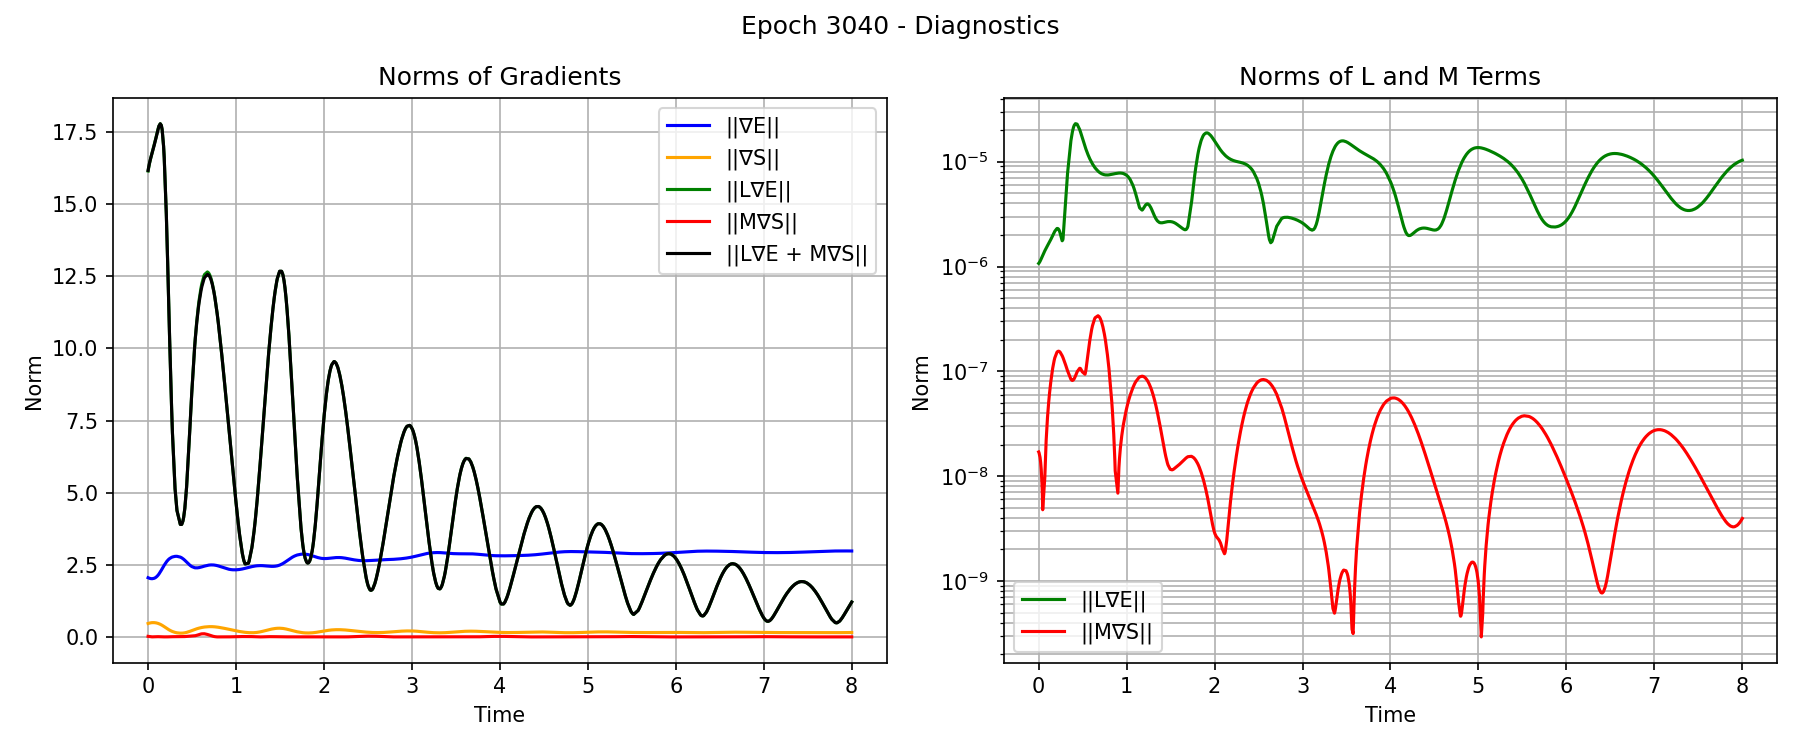 Epoch 3040 - Diagnostics
Norms of Gradients
17.5
15.0
12.5
10.0
7.5
5.0
2.5
0.0
Norm
0 1 2 3 4 5 6 7 8
Time
||∇E||
||∇S||
||L∇E||
||M∇S||
||L∇E + M∇S||
Norms of L and M Terms
10⁻⁵
10⁻⁶
10⁻⁷
10⁻⁸
10⁻⁹
Norm
0 1 2 3 4 5 6 7 8
Time
||L∇E||
||M∇S||